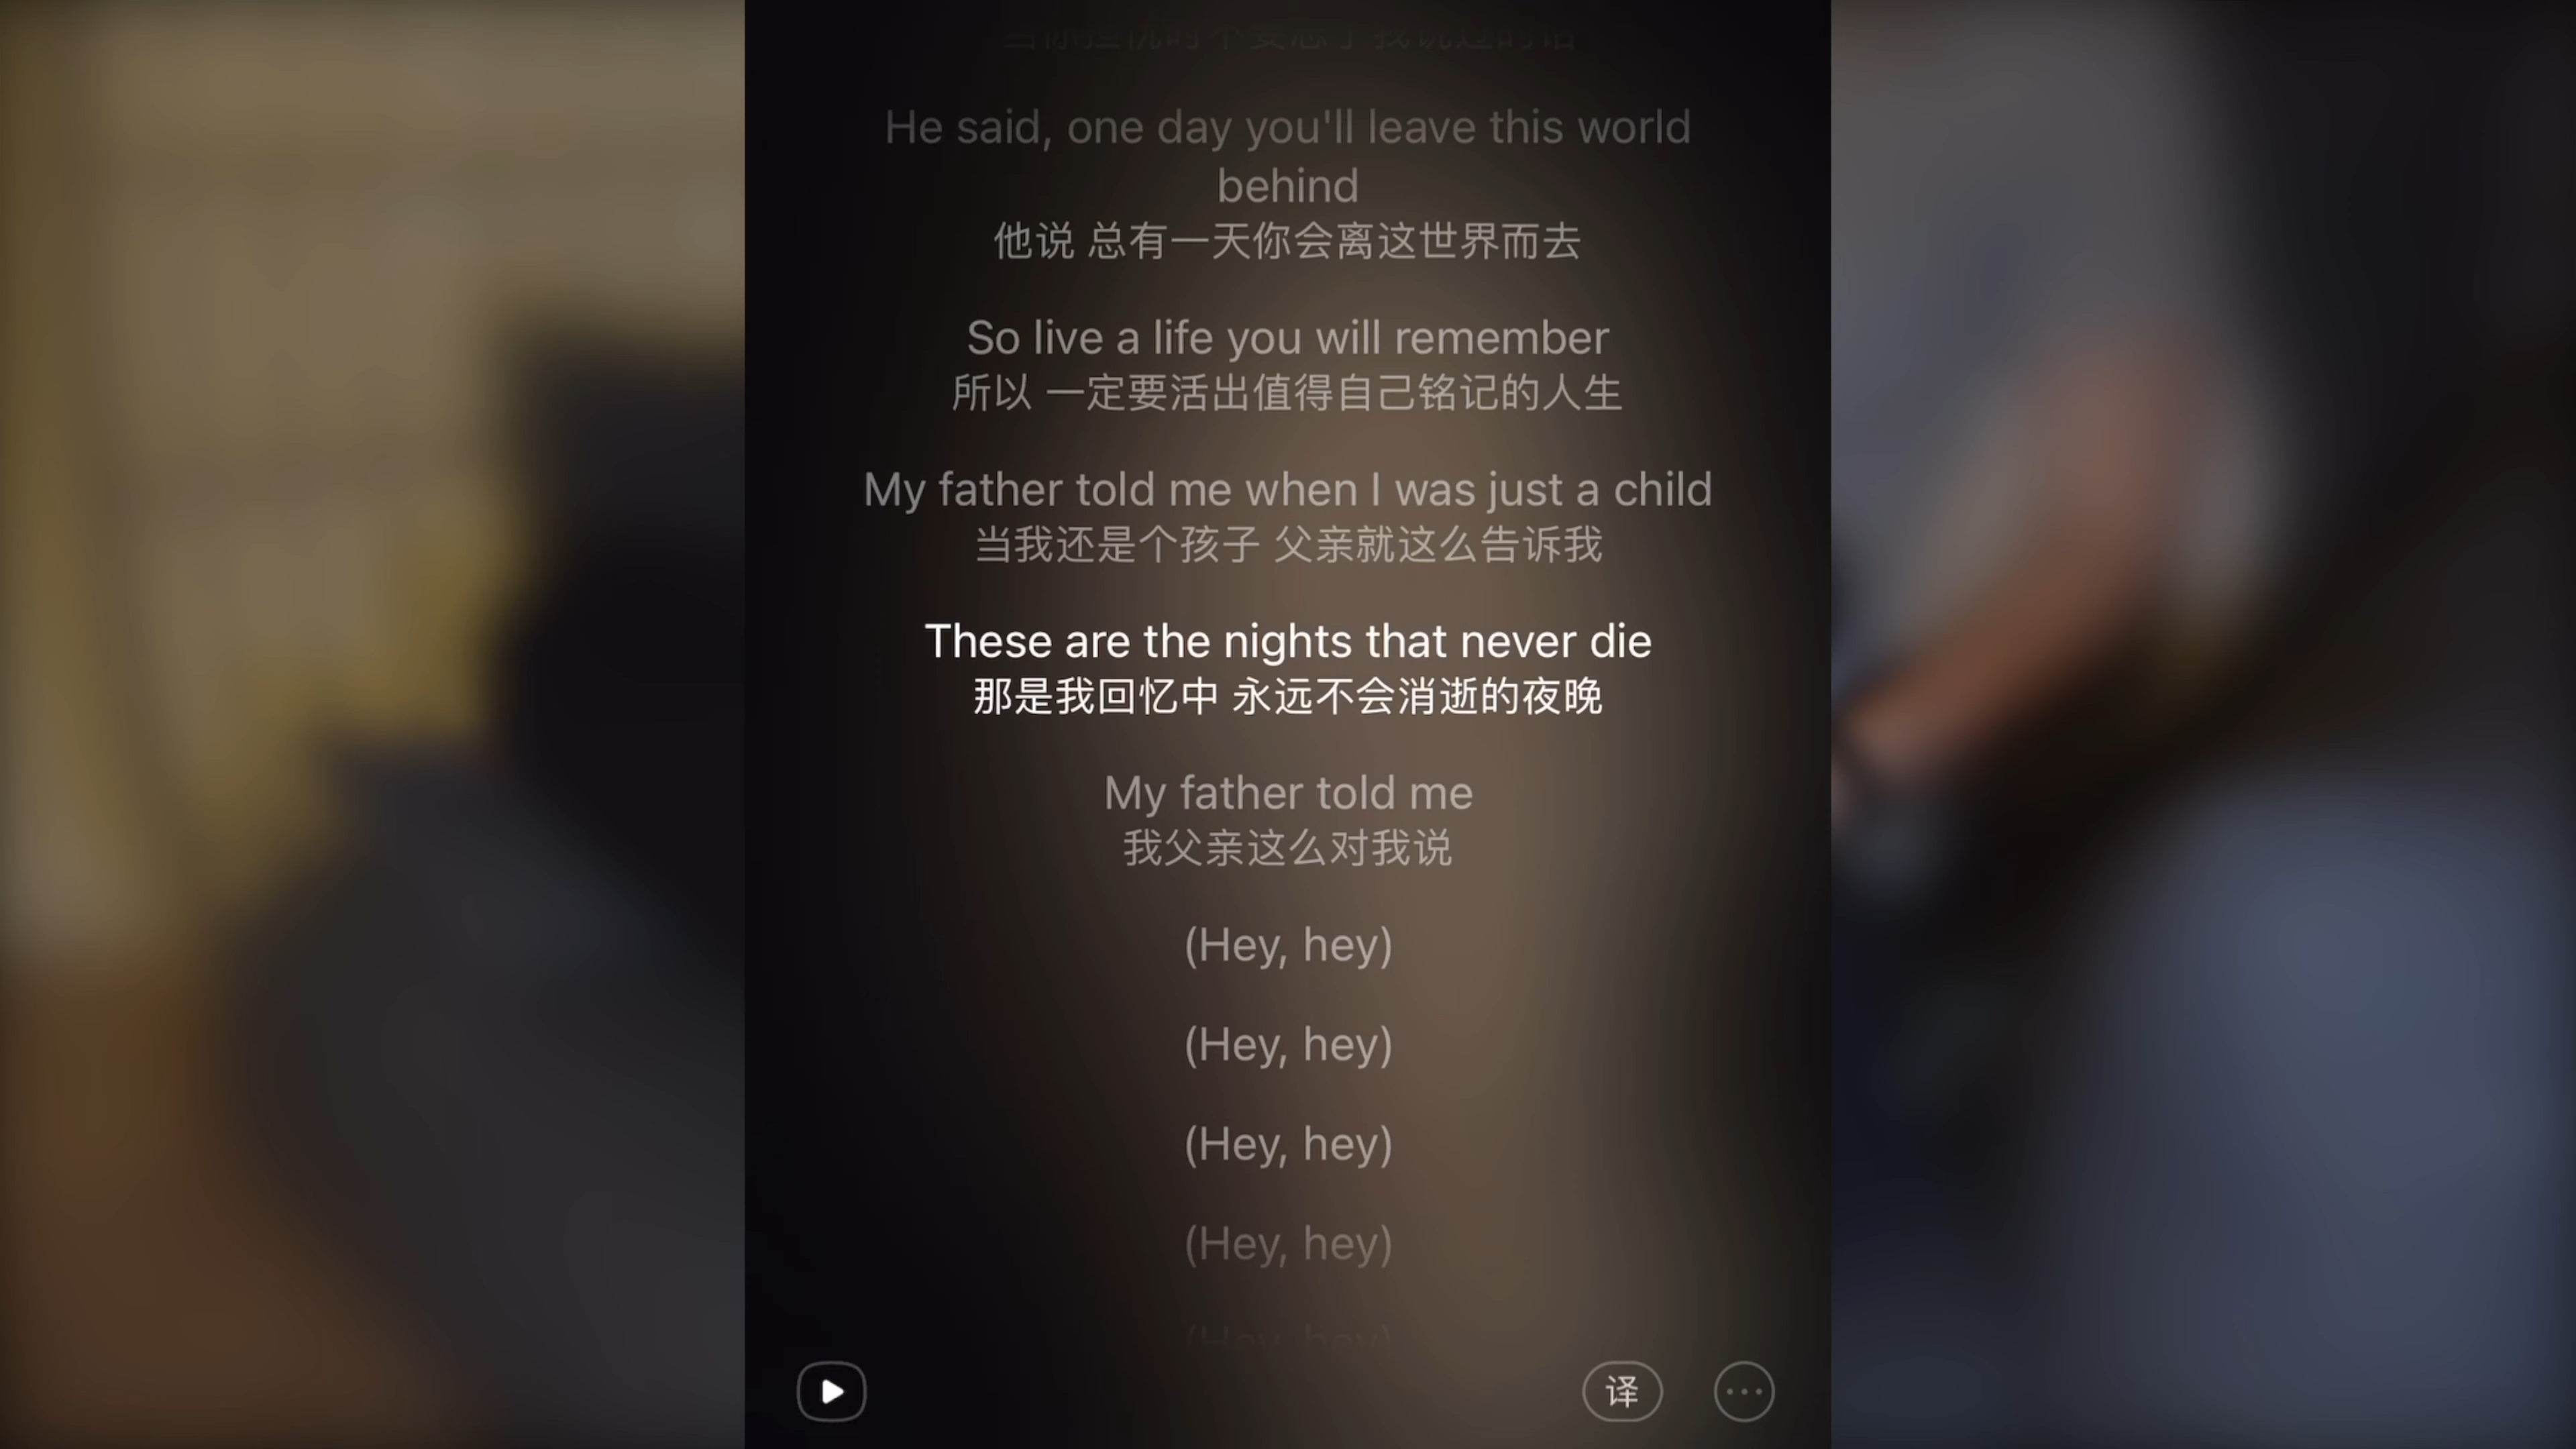 He said, one day you'll leave this world
behind
他说 总有一天你会离这世界而去
So live a life you will remember
所以 一定要活出值得自己铭记的人生
My father told me when I was just a child
当我还是个孩子 父亲就这么告诉我
These are the nights that never die
那是我回忆中 永远不会消逝的夜晚
My father told me
我父亲这么对我说
(Hey, hey)
(Hey, hey)
(Hey, hey)
(Hey, hey)
(Hey, hey)
译